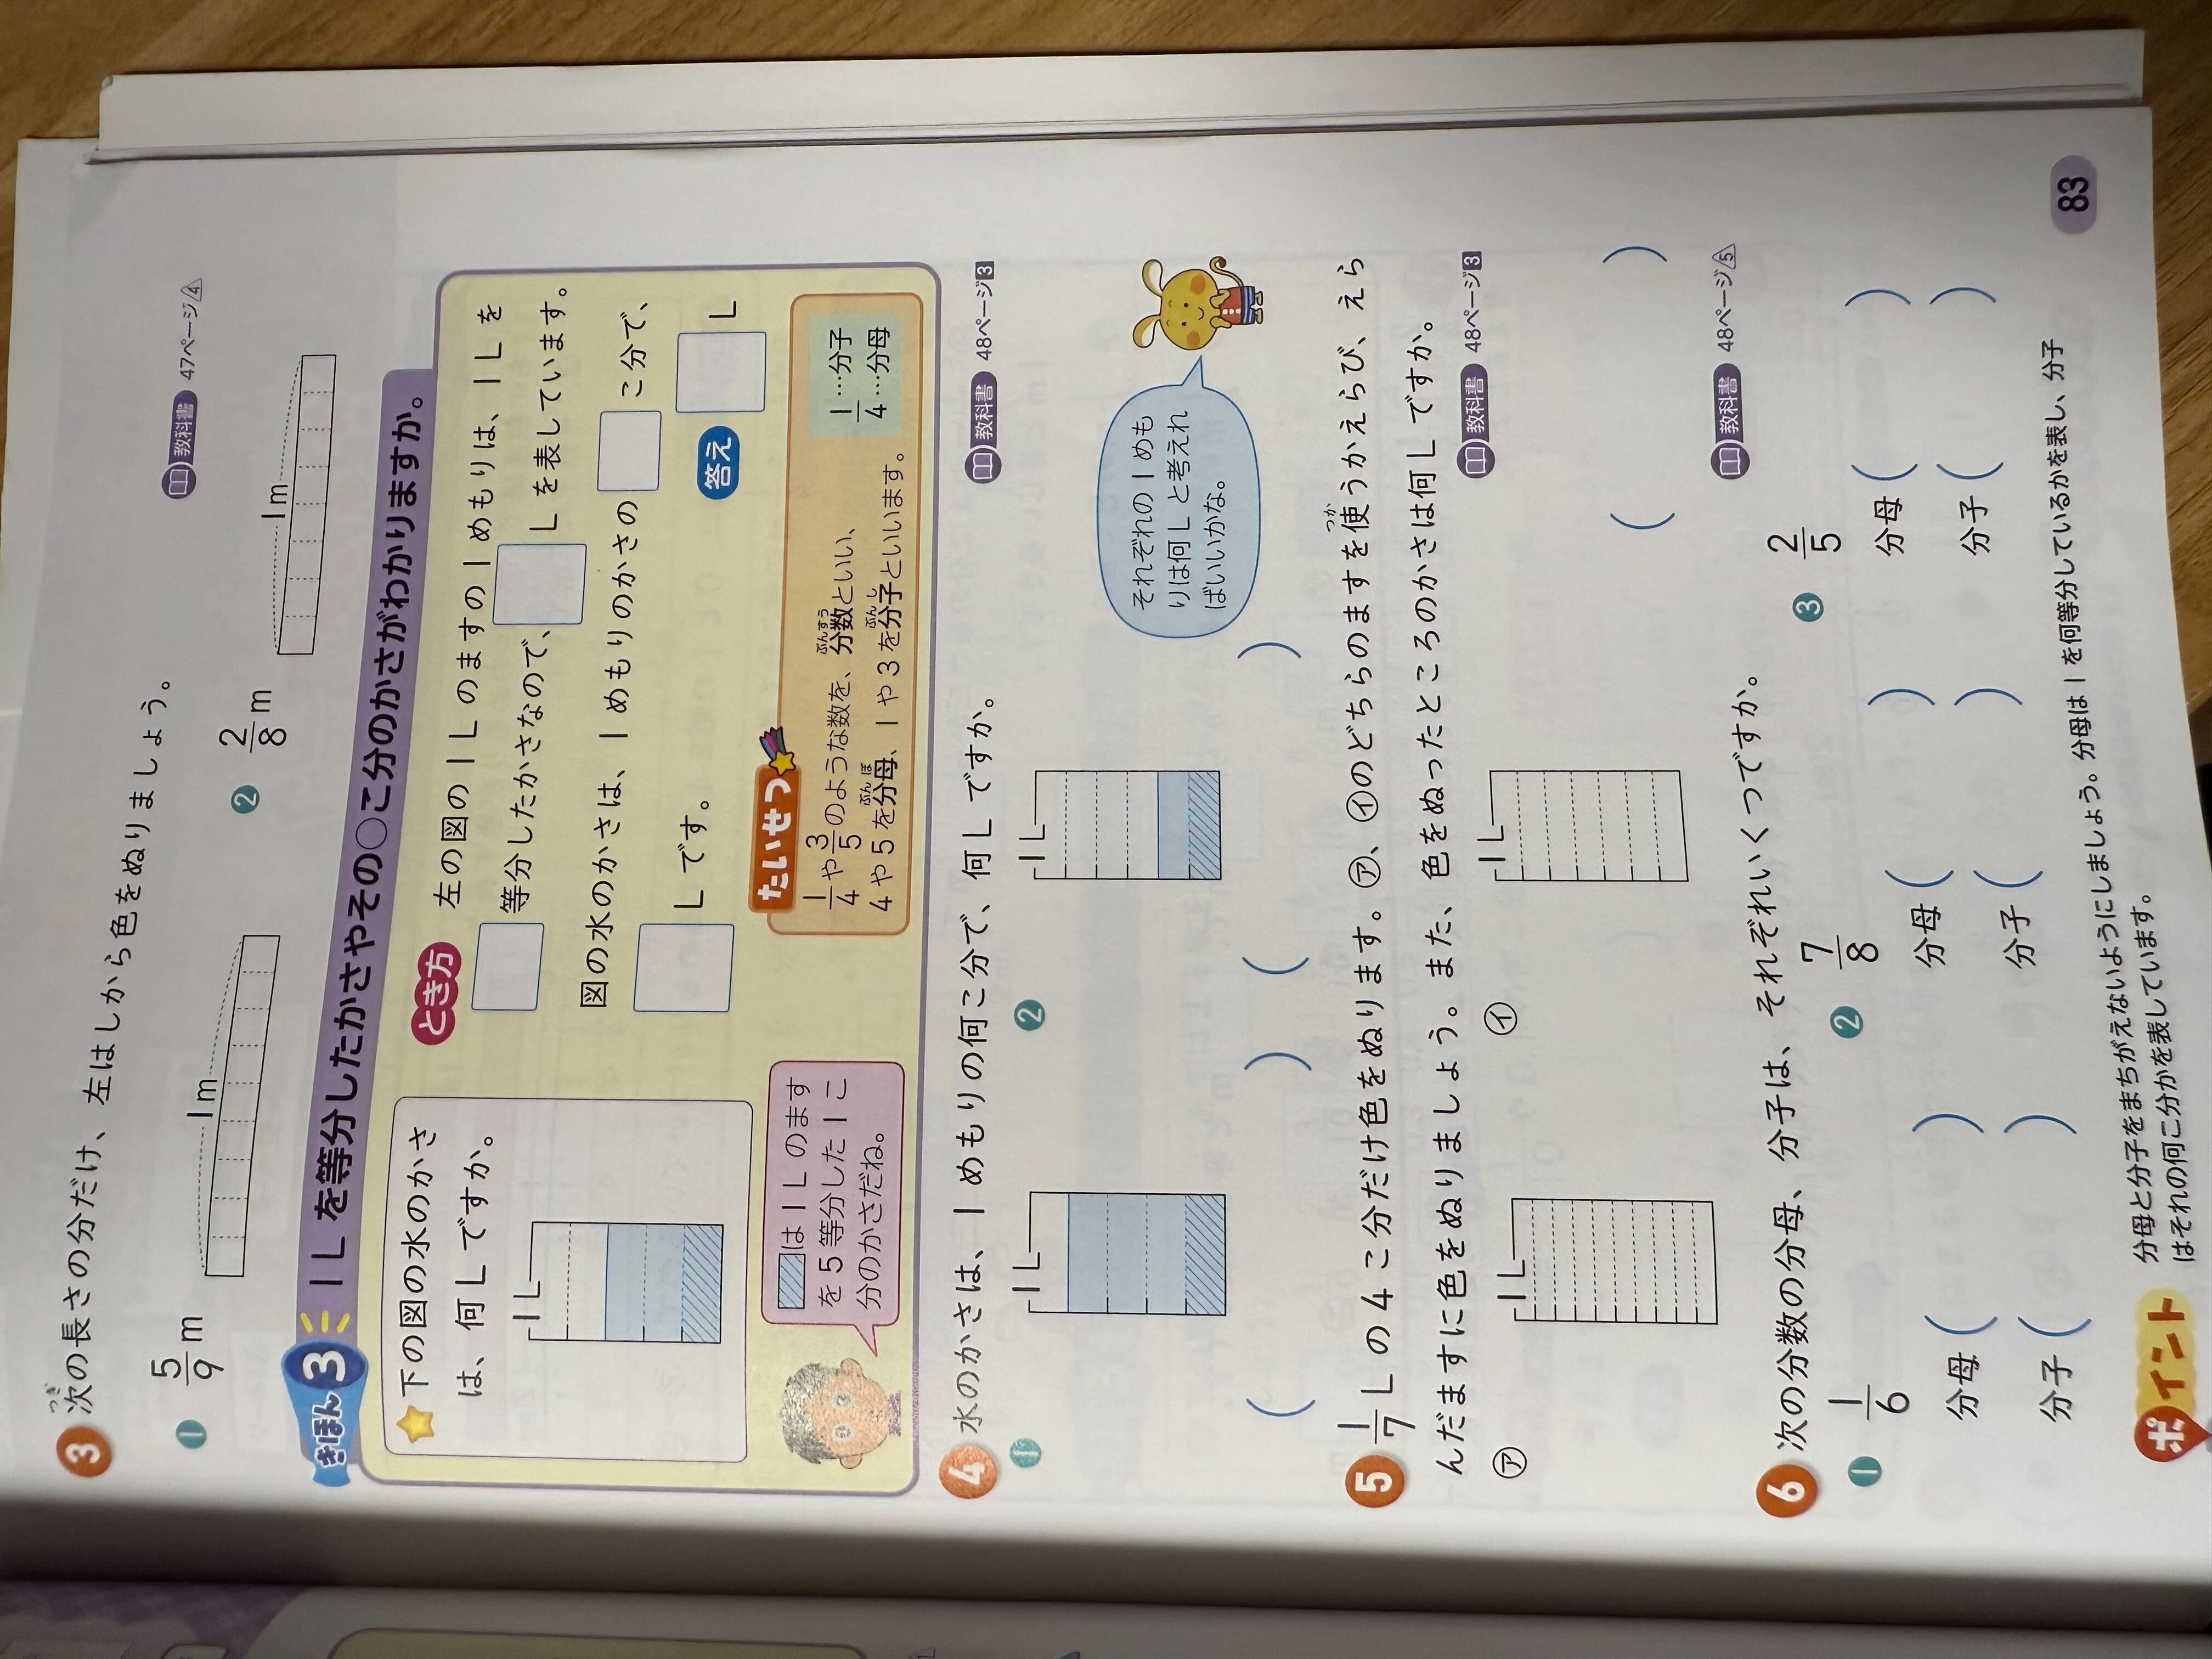 3 次の長さの分だけ、左はしから色をぬりましょう。
つぎ
教科書 47ページ4
1 5/9 m
1m
2 2/8 m
1m
きほん3 1Lを等分したかさやその○こ分のかさがわかりますか。
☆下の図の水のかさ
は、何Lですか。
1L
は1Lのます
を5等分した1こ
分のかさだね。
とき方 左の図の1Lのますの1めもりは、1Lを
等分したかさなので、 Lを表しています。
図の水のかさは、1めもりのかさの こ分で、
Lです。
答え L
たいせつ
1/4や3/5のような数を、分数といい、
ぶんすう
4や5を分母、1や3を分子といいます。
ぶんぼ ぶんし
1…分子
4…分母
4 水のかさは、1めもりの何こ分で、何Lですか。
教科書 48ページ3
1
1L
( )
2
1L
( )
それぞれの1めも
りは何Lと考えれ
ばいいかな。
5 1/7Lの4こ分だけ色をぬります。㋐、㋑のどちらのますを使うかえらび、えら
つか
んだますに色をぬりましょう。また、色をぬったところのかさは何Lですか。
教科書 48ページ3
㋐
1L
㋑
1L
( )
6 次の分数の分母、分子は、それぞれいくつですか。
教科書 48ページ5
1 1/6
分母( )
分子( )
2 7/8
分母( )
分子( )
3 2/5
分母( )
分子( )
ポイント
分母と分子をまちがえないようにしましょう。分母は1を何等分しているかを表し、分子
はそれの何こ分かを表しています。
83